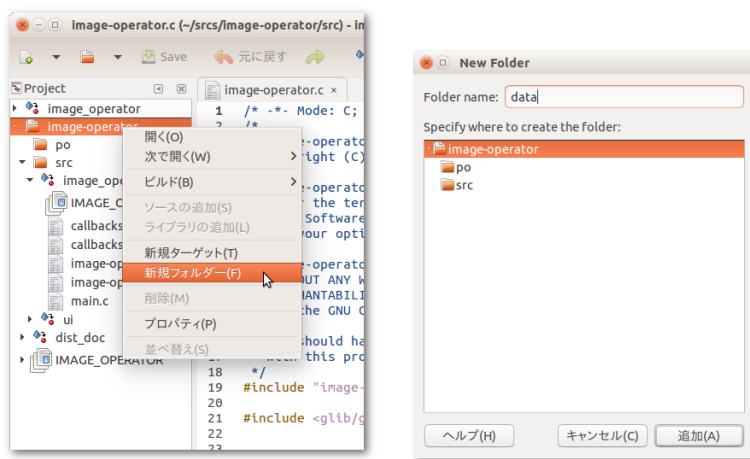 image-operator.c (~/srcs/image-operator/src) - in
Save
元に戻す
Project
image_operator
image-operator
po
src
image_ope
IMAGE_O
callbacks
callbacks
image-op
image-op
main.c
ui
dist_doc
IMAGE_OPERATOR
開く(O)
次で開く(W)
ビルド(B)
ソースの追加(S)
ライブラリの追加(L)
新規ターゲット(T)
新規フォルダー(F)
削除(M)
プロパティ(P)
並べ替え(S)
image-operator.c ×
1 /* -*- Mode: C;
2 /*
e-operato
right (C)
e-operato
r the ter
Software
your opti
e-operato
OUT ANY W
HANTABILI
the GNU G
should ha
with this pro
18 */
19 #include "image-
20
21 #include <glib/g
22
23
New Folder
Folder name: data
Specify where to create the folder:
image-operator
po
src
ヘルプ(H)
キャンセル(C)
追加(A)